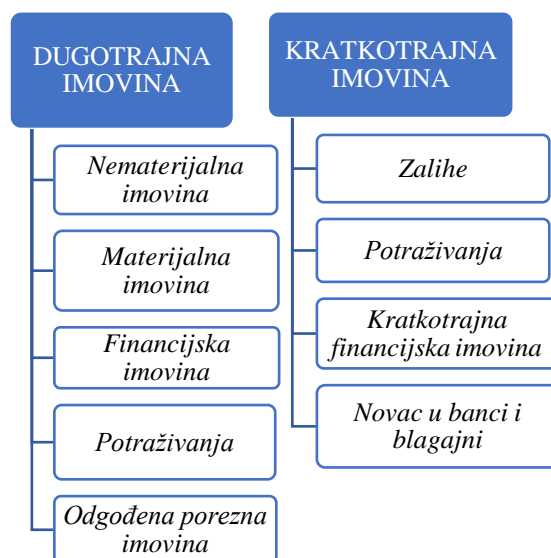 DUGOTRAJNA
IMOVINA
Nematerijalna
imovina
Materijalna
imovina
Financijska
imovina
Potraživanja
Odgođena porezna
imovina
KRATKOTRAJNA
IMOVINA
Zalihe
Potraživanja
Kratkotrajna
financijska imovina
Novac u banci i
blagajni